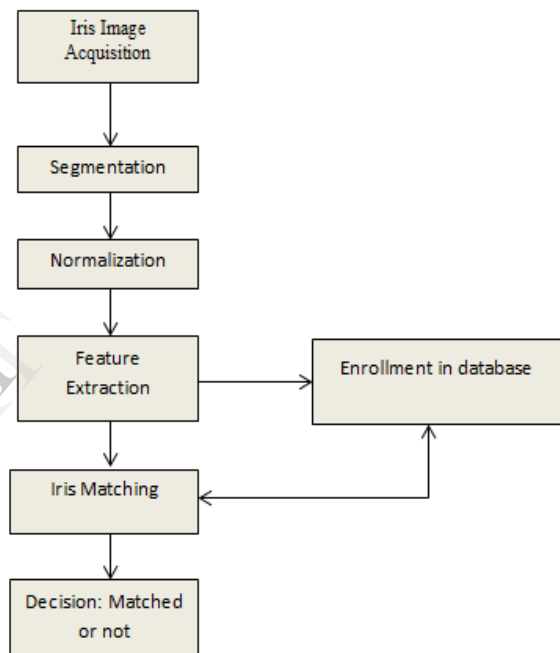 Iris Image
Acquisition
Segmentation
Normalization
Feature
Extraction
Enrollment in database
Iris Matching
Decision: Matched
or not